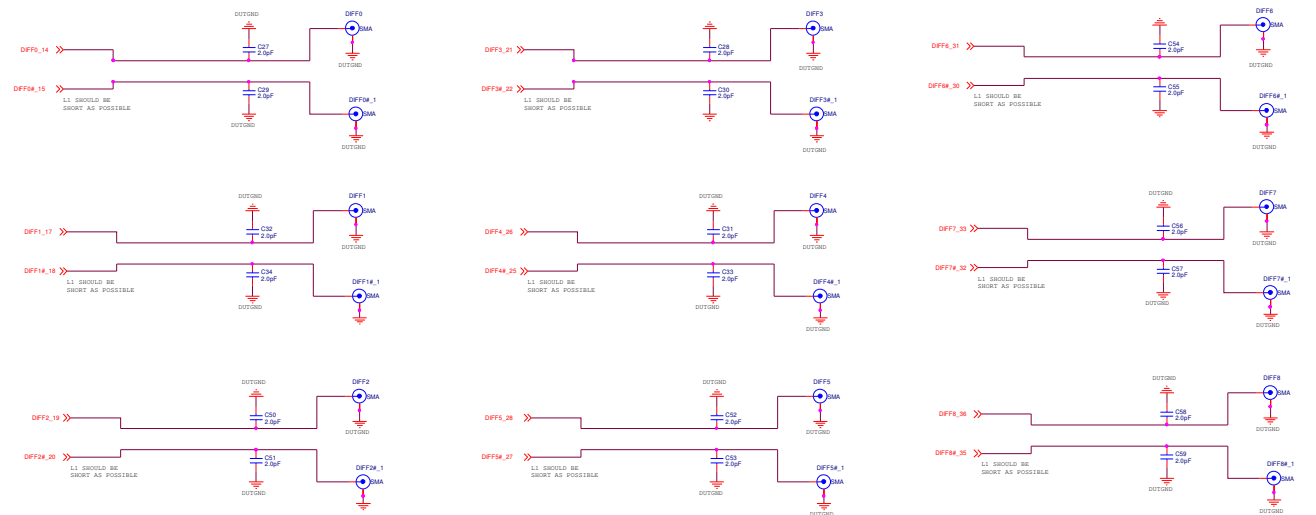 DUTGND
DIFF0
SMA
DIFF0_14
C27
2.0pF
DUTGND
DIFF0#_15
C29
2.0pF
L1 SHOULD BE
SHORT AS POSSIBLE
DIFF0#_1
SMA
DUTGND
DUTGND
DIFF3
SMA
DIFF3_21
C28
2.0pF
DUTGND
DIFF3#_22
C30
2.0pF
L1 SHOULD BE
SHORT AS POSSIBLE
DIFF3#_1
SMA
DUTGND
DIFF6
SMA
DIFF6_31
C54
2.0pF
DUTGND
DIFF6#_30
C55
2.0pF
L1 SHOULD BE
SHORT AS POSSIBLE
DIFF6#_1
SMA
DUTGND
DUTGND
DIFF1
SMA
DIFF1_17
C32
2.0pF
DUTGND
DIFF1#_18
C34
2.0pF
L1 SHOULD BE
SHORT AS POSSIBLE
DIFF1#_1
SMA
DUTGND
DUTGND
DIFF4
SMA
DIFF4_26
C31
2.0pF
DUTGND
DIFF4#_25
C33
2.0pF
L1 SHOULD BE
SHORT AS POSSIBLE
DIFF4#_1
SMA
DUTGND
DUTGND
DUTGND
DIFF7
SMA
DIFF7_33
C56
2.0pF
DUTGND
DIFF7#_32
C57
2.0pF
L1 SHOULD BE
SHORT AS POSSIBLE
DIFF7#_1
SMA
DUTGND
DUTGND
DUTGND
DIFF2
SMA
DIFF2_19
C50
2.0pF
DUTGND
DIFF2#_20
C51
2.0pF
L1 SHOULD BE
SHORT AS POSSIBLE
DIFF2#_1
SMA
DUTGND
DUTGND
DIFF5
SMA
DIFF5_28
C52
2.0pF
DUTGND
DIFF5#_27
C53
2.0pF
L1 SHOULD BE
SHORT AS POSSIBLE
DIFF5#_1
SMA
DUTGND
DUTGND
DUTGND
DIFF8
SMA
DIFF8_36
C58
2.0pF
DUTGND
DIFF8#_35
C59
2.0pF
L1 SHOULD BE
SHORT AS POSSIBLE
DIFF8#_1
SMA
DUTGND
DUTGND